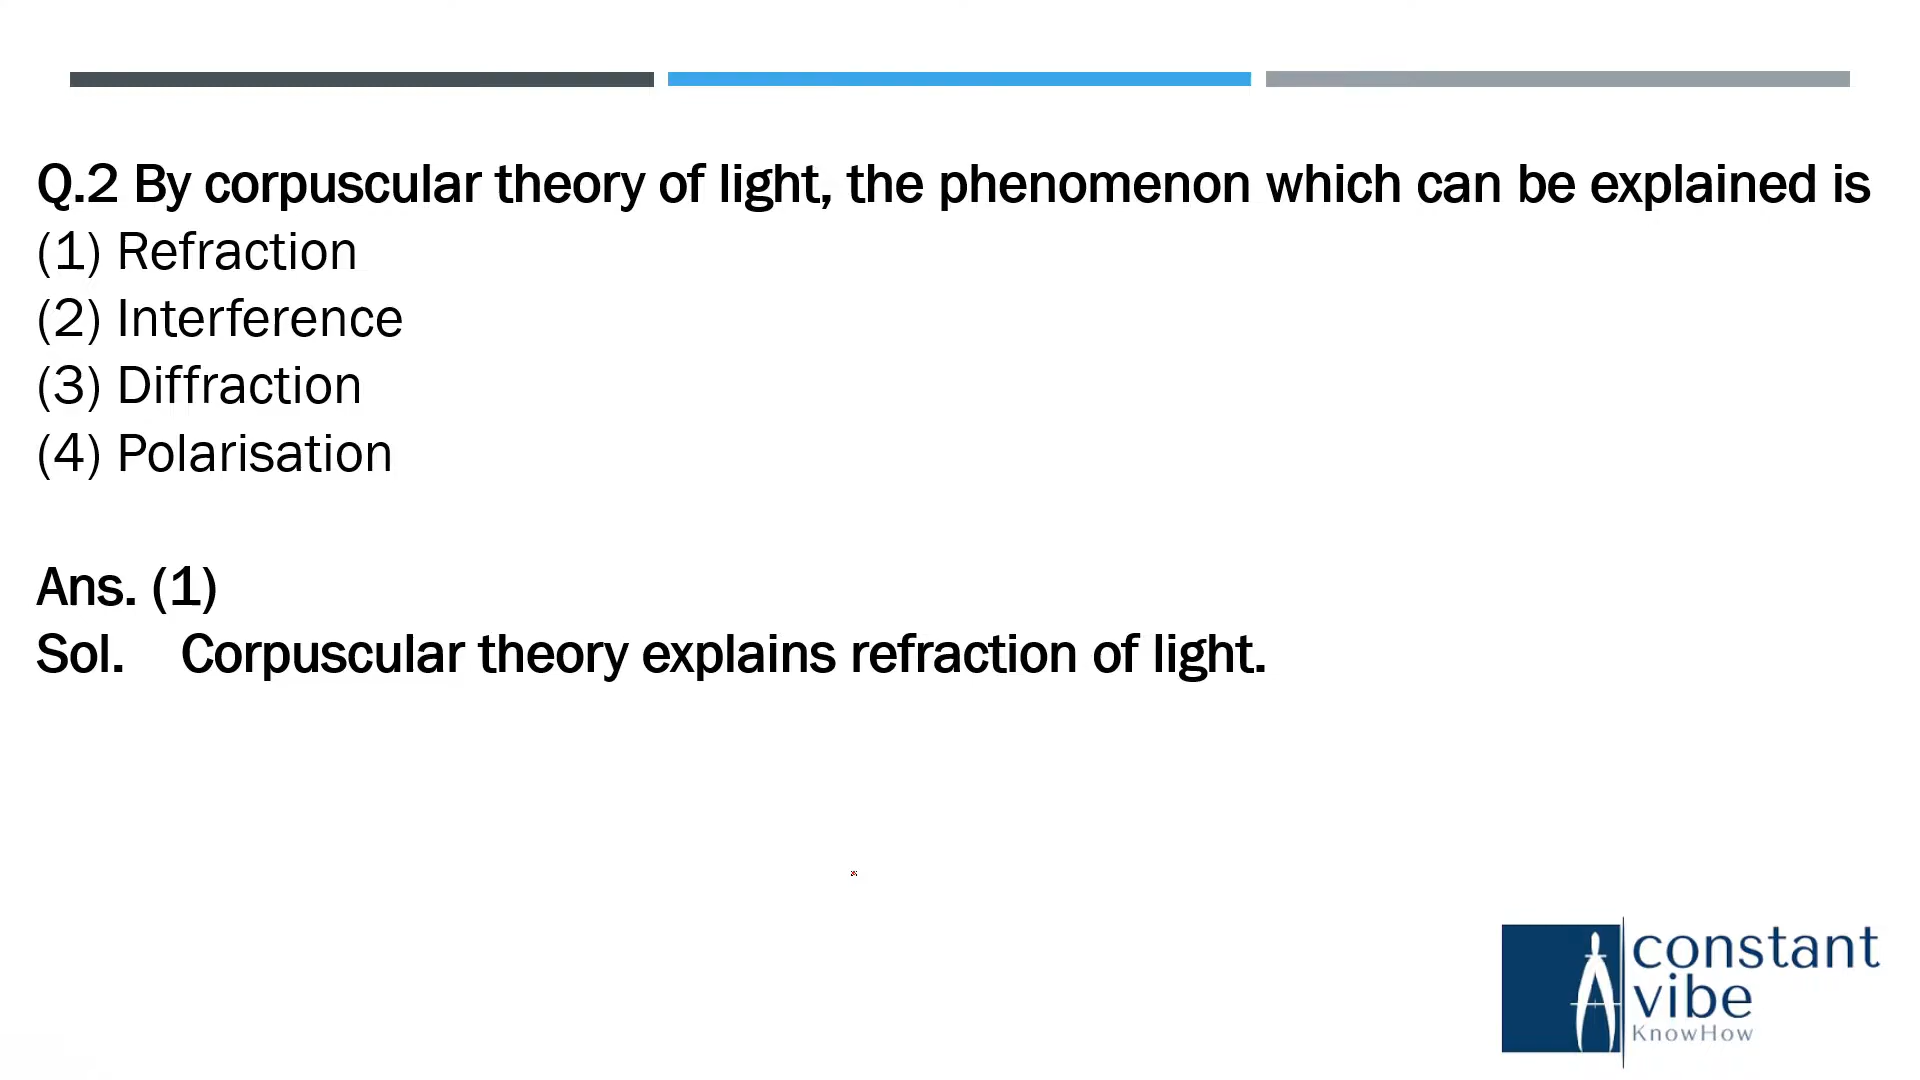 Q.2 By corpuscular theory of light, the phenomenon which can be explained is
(1) Refraction
(2) Interference
(3) Diffraction
(4) Polarisation
Ans. (1)
Sol. Corpuscular theory explains refraction of light.
constant
vibe
KnowHow